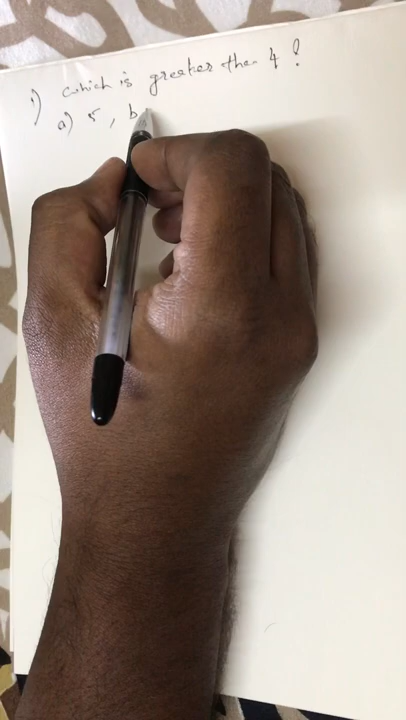 1) which is greater than 4 ?
a) 5, b